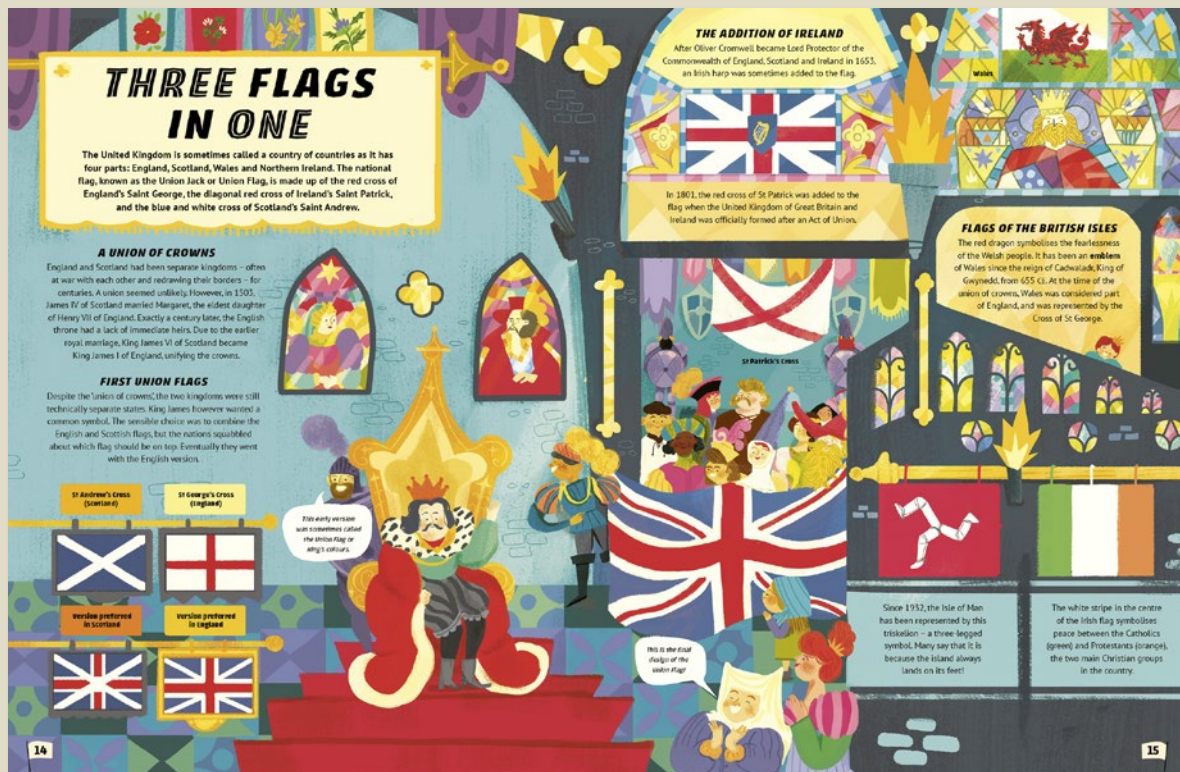 THREE FLAGS
IN ONE
The United Kingdom is sometimes called a country of countries as it has
four parts: England, Scotland, Wales and Northern Ireland. The national
flag, known as the Union Jack or Union Flag, is made up of the red cross of
England's Saint George, the diagonal red cross of Ireland's Saint Patrick,
and the blue and white cross of Scotland's Saint Andrew.
A UNION OF CROWNS
England and Scotland had been separate kingdoms – often
at war with each other and redrawing their borders – for
centuries. A union seemed unlikely. However, in 1503,
James IV of Scotland married Margaret, the eldest daughter
of Henry VII of England. Exactly a century later, the English
throne had a lack of immediate heirs. Due to the earlier
royal marriage, King James VI of Scotland became
King James I of England, unifying the crowns.
FIRST UNION FLAGS
Despite the 'union of crowns', the two kingdoms were still
technically separate states. King James however wanted a
common symbol. The sensible choice was to combine the
English and Scottish flags, but the nations squabbled
about which flag should be on top. Eventually they went
with the English version.
St Andrew's Cross
(Scotland)
St George's Cross
(England)
Version preferred
in Scotland
Version preferred
in England
This early version
was sometimes called
the Union Flag or
king's colours.
14
THE ADDITION OF IRELAND
After Oliver Cromwell became Lord Protector of the
Commonwealth of England, Scotland and Ireland in 1653,
an Irish harp was sometimes added to the flag.
In 1801, the red cross of St Patrick was added to the
flag when the United Kingdom of Great Britain and
Ireland was officially formed after an Act of Union.
St Patrick's Cross
This is the final
design of the
Union Flag!
Wales
FLAGS OF THE BRITISH ISLES
The red dragon symbolises the fearlessness
of the Welsh people. It has been an emblem
of Wales since the reign of Cadwaladr, King of
Gwynedd, from 655 CE. At the time of the
union of crowns, Wales was considered part
of England, and was represented by the
Cross of St George.
Since 1932, the Isle of Man
has been represented by this
triskelion – a three-legged
symbol. Many say that it is
because the island always
lands on its feet!
The white stripe in the centre
of the Irish flag symbolises
peace between the Catholics
(green) and Protestants (orange),
the two main Christian groups
in the country.
15